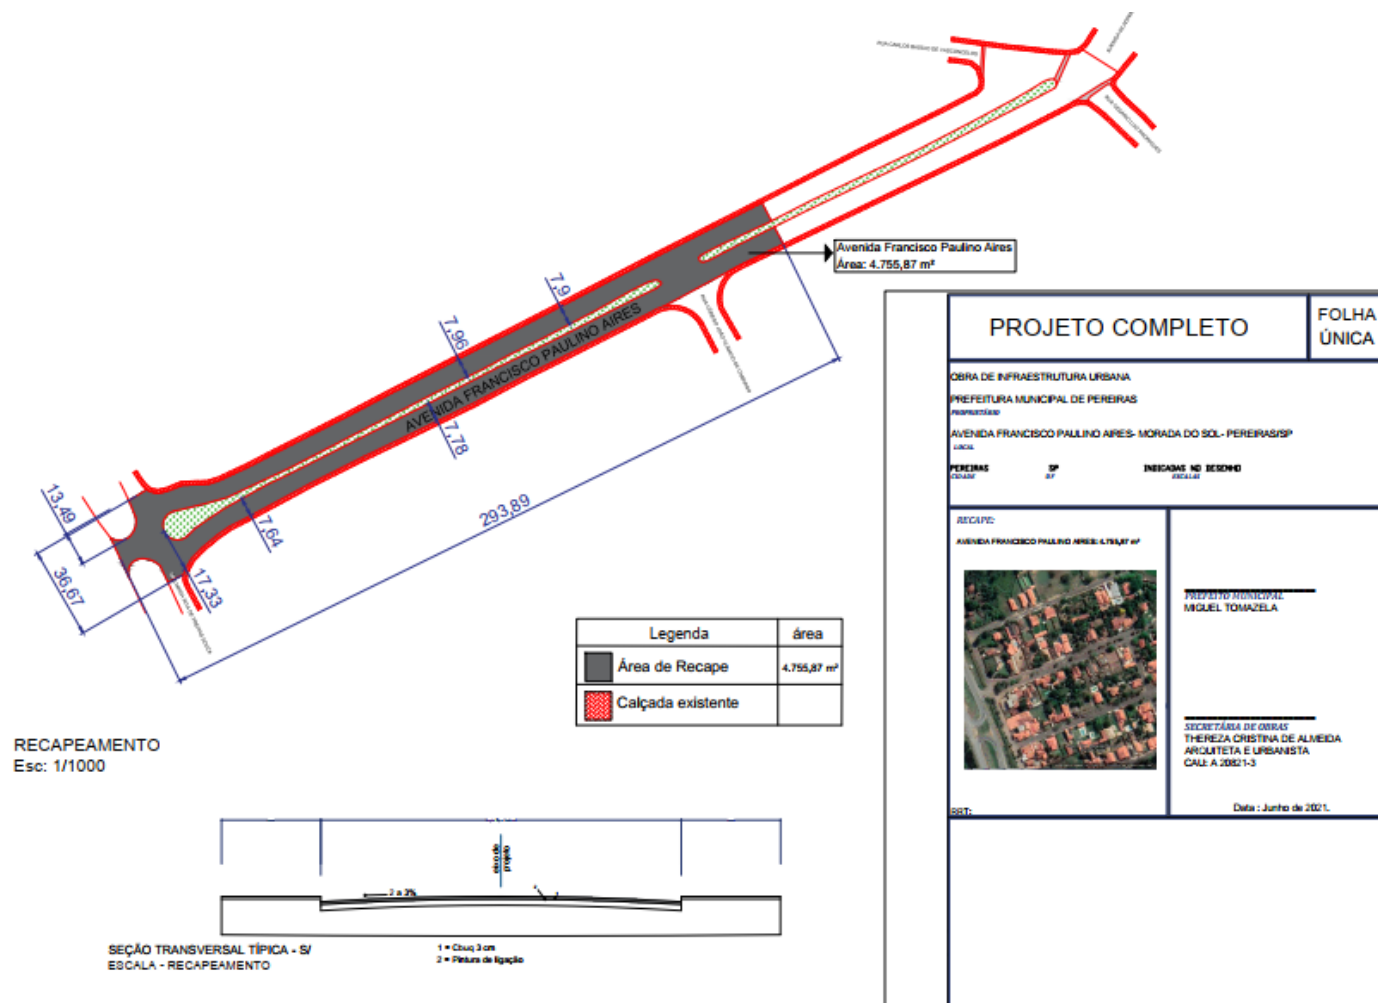 Avenida Francisco Paulino Aires
Área: 4.755,87 m²
7,9
7,96
AVENIDA FRANCISCO PAULINO AIRES
7,78
13,49
7,64
293,89
36,67
17,33
PROJETO COMPLETO
FOLHA
ÚNICA
OBRA DE INFRAESTRUTURA URBANA
PREFEITURA MUNICIPAL DE PEREIRAS
PROPRIETÁRIO
AVENIDA FRANCISCO PAULINO AIRES- MORADA DO SOL- PEREIRAS/SP
LOCAL
PEREIRAS SP INDICADAS NO DESENHO
CIDADE UF ESCALAS
RECAPE:
AVENIDA FRANCISCO PAULINO AIRES: 4.755,87 m²
PREFEITO MUNICIPAL
MIGUEL TOMAZELA
SECRETÁRIA DE OBRAS
THEREZA CRISTINA DE ALMEIDA
ARQUITETA E URBANISTA
CAU: A 20821-3
RRT:
Data : Junho de 2021.
Legenda área
Área de Recape 4.755,87 m²
Calçada existente
RECAPEAMENTO
Esc: 1/1000
eixo de
projeto
2 a 3%
SEÇÃO TRANSVERSAL TÍPICA - S/
ESCALA - RECAPEAMENTO
1 = Cbuq 3 cm
2 = Pintura de ligação